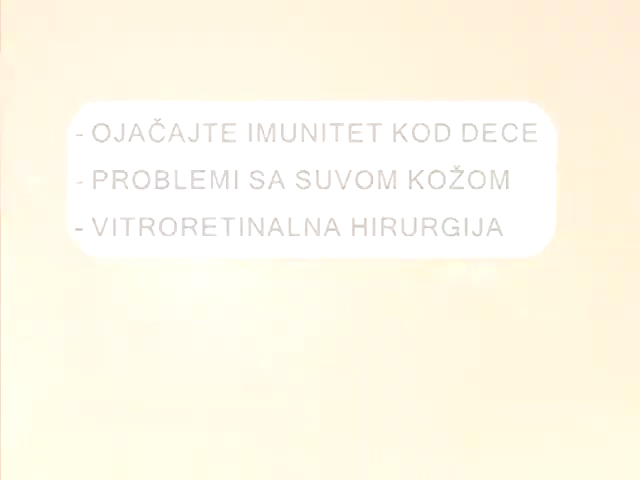 - OJAČAJTE IMUNITET KOD DECE
- PROBLEMI SA SUVOM KOŽOM
- VITRORETINALNA HIRURGIJA